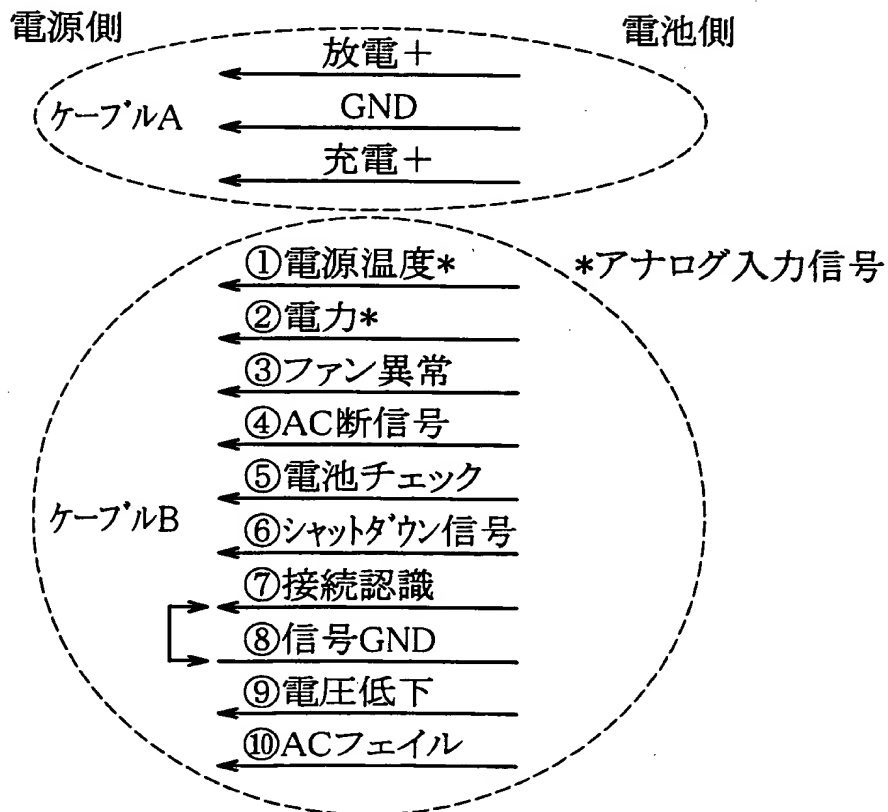 電源側
電池側
放電＋
ケーブルA
GND
充電＋
①電源温度*
*アナログ入力信号
②電力*
③ファン異常
④AC断信号
⑤電池チェック
ケーブルB
⑥シャットダウン信号
⑦接続認識
⑧信号GND
⑨電圧低下
⑩ACフェイル